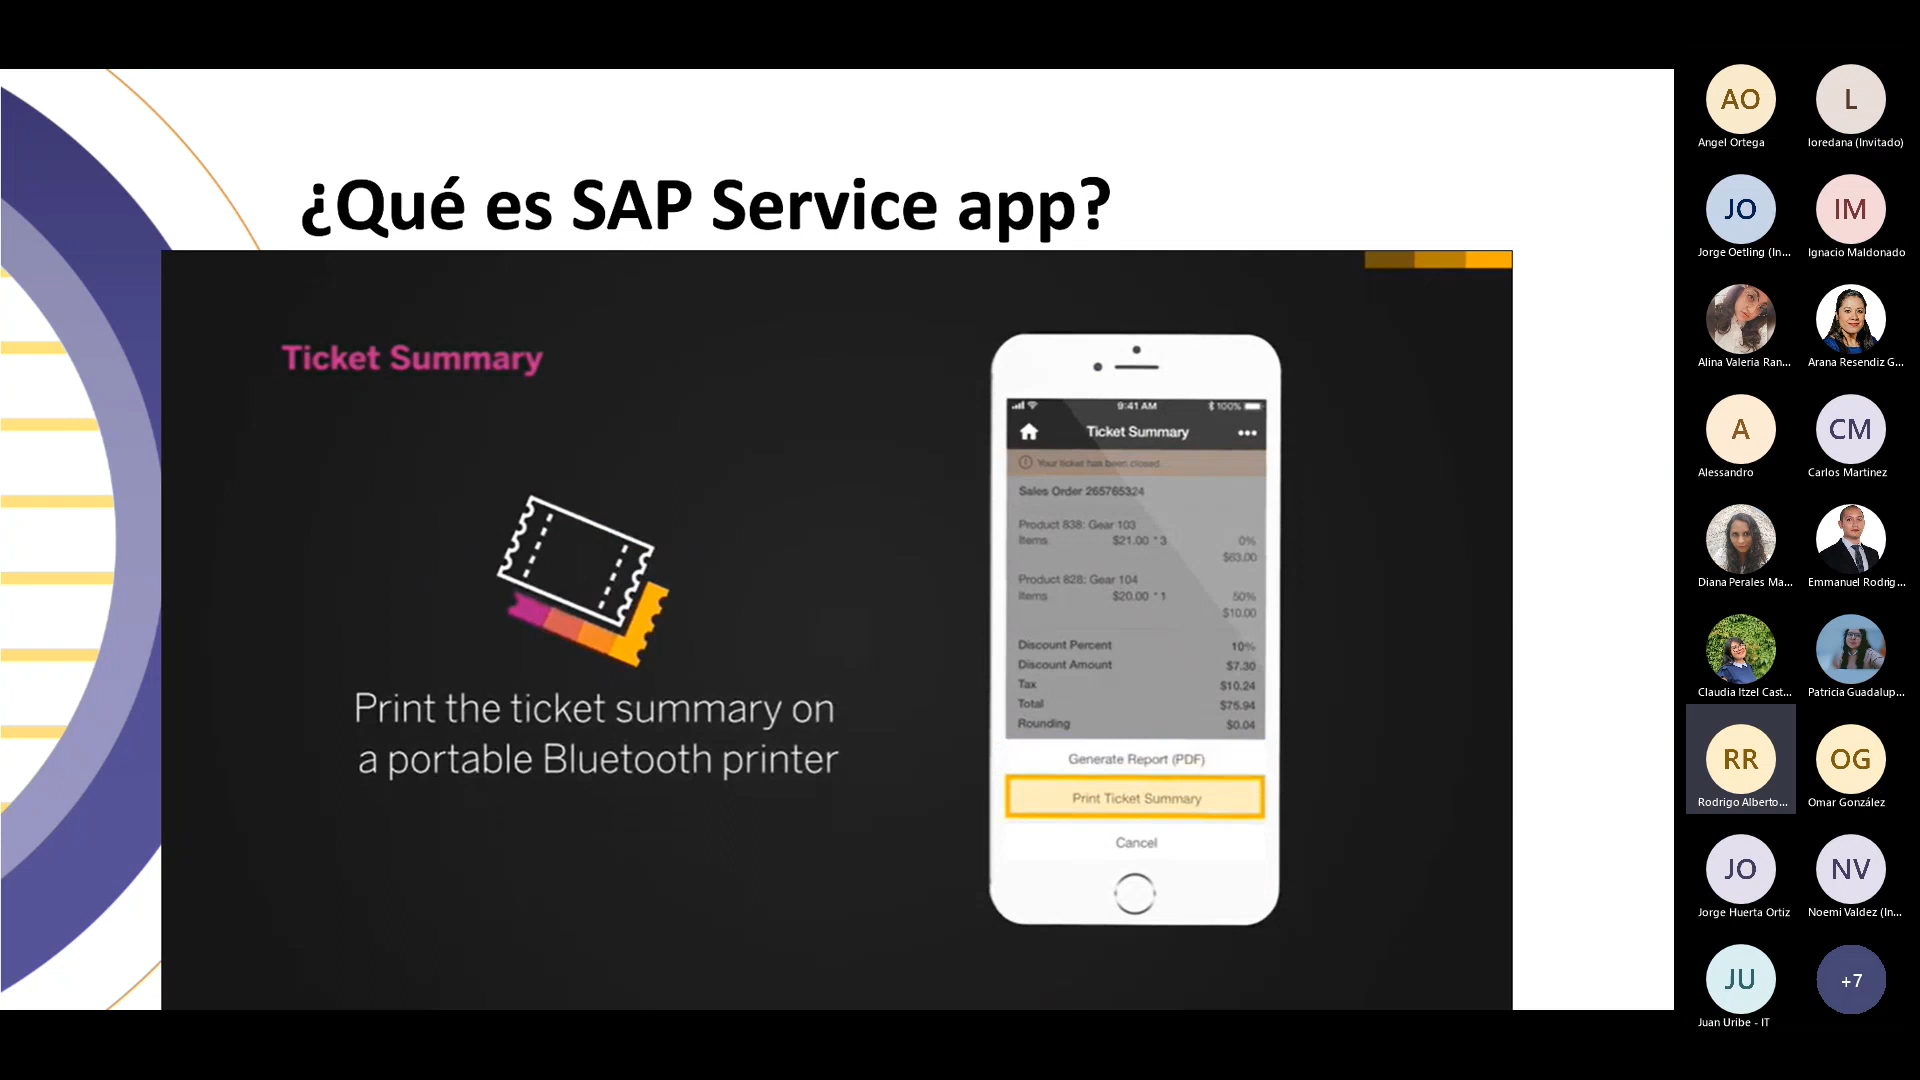 ¿Qué es SAP Service app?
Ticket Summary
Print the ticket summary on
a portable Bluetooth printer
9:41 AM
100%
Ticket Summary
Your ticket has been closed.
Sales Order 265765324
Product 838: Gear 103
Items $21.00 * 3 0%
$63.00
Product 828: Gear 104
Items $20.00 * 1 50%
$10.00
Discount Percent 10%
Discount Amount $7.30
Tax $10.24
Total $75.94
Rounding $0.04
Generate Report (PDF)
Print Ticket Summary
Cancel
AO
Angel Ortega
L
loredana (Invitado)
JO
Jorge Oetling (In...
IM
Ignacio Maldonado
Alina Valeria Ran...
Arana Resendiz G...
A
Alessandro
CM
Carlos Martinez
Diana Perales Ma...
Emmanuel Rodrig...
Claudia Itzel Cast...
Patricia Guadalup...
RR
Rodrigo Alberto...
OG
Omar González
JO
Jorge Huerta Ortiz
NV
Noemí Valdez (In...
JU
Juan Uribe - IT
+7